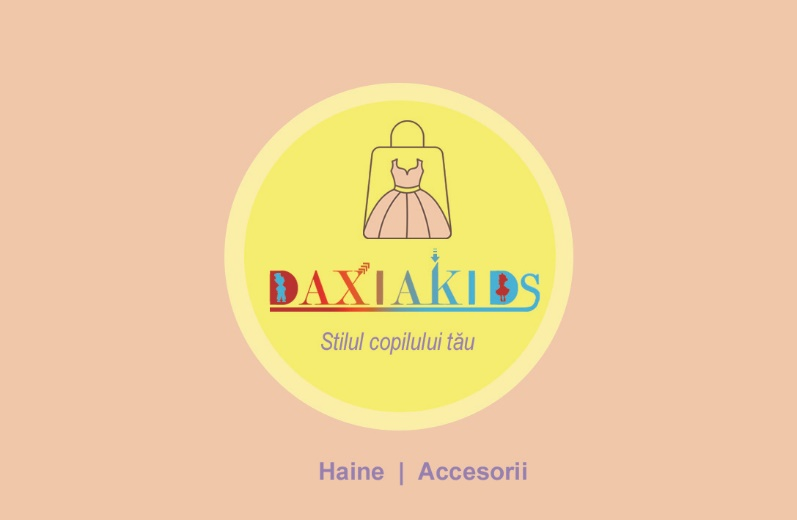 DAXIAKIDS
Stilul copilului tău
Haine | Accesorii